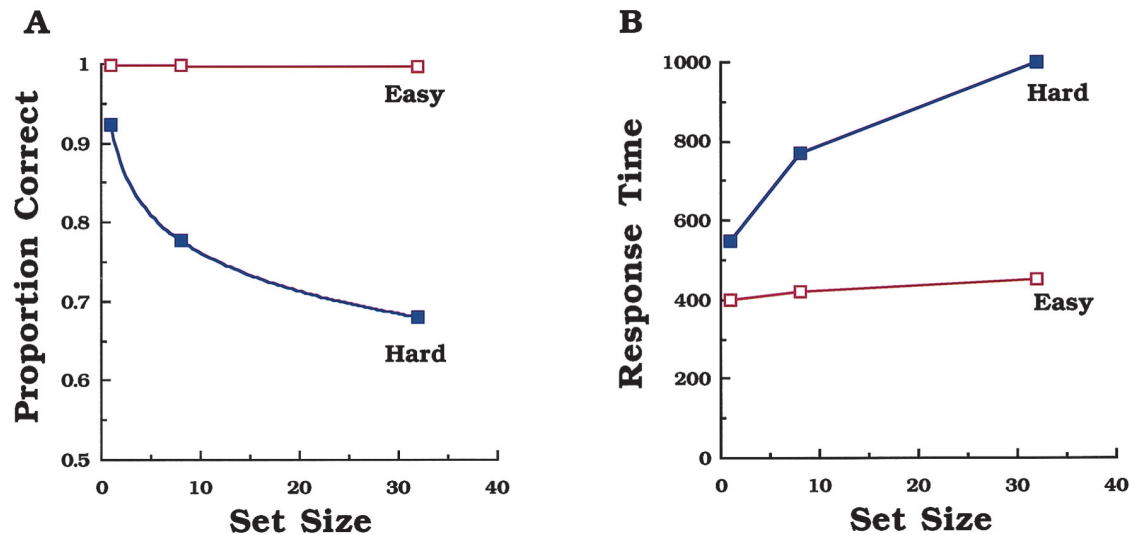 A
Proportion Correct
1
0.9
0.8
0.7
0.6
0.5
Easy
Hard
0 10 20 30 40
Set Size
B
Response Time
1000
800
600
400
200
0
Hard
Easy
0 10 20 30 40
Set Size